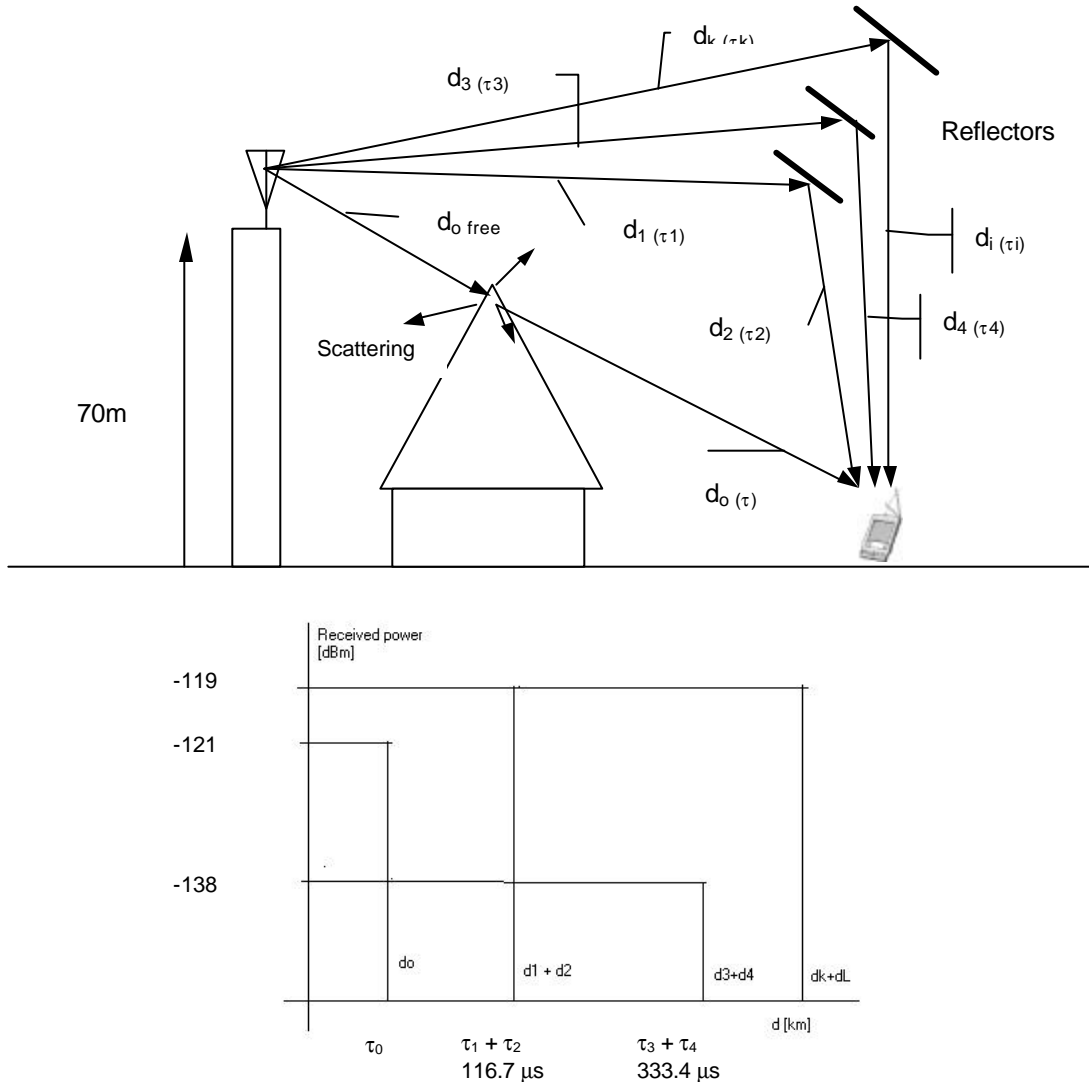 dk (τk)
d3 (τ3)
Reflectors
do free
d1 (τ1)
di (τi)
d2 (τ2)
d4 (τ4)
Scattering
70m
do (τ)
Received power
[dBm]
-119
-121
-138
do
d1 + d2
d3+d4
dk+dL
d [km]
τ0
τ1 + τ2
τ3 + τ4
116.7 μs
333.4 μs